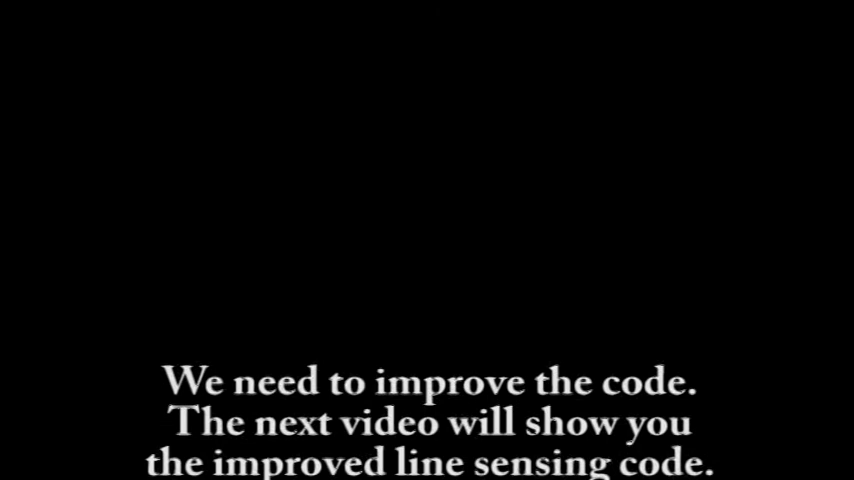 We need to improve the code.
The next video will show you
the improved line sensing code.